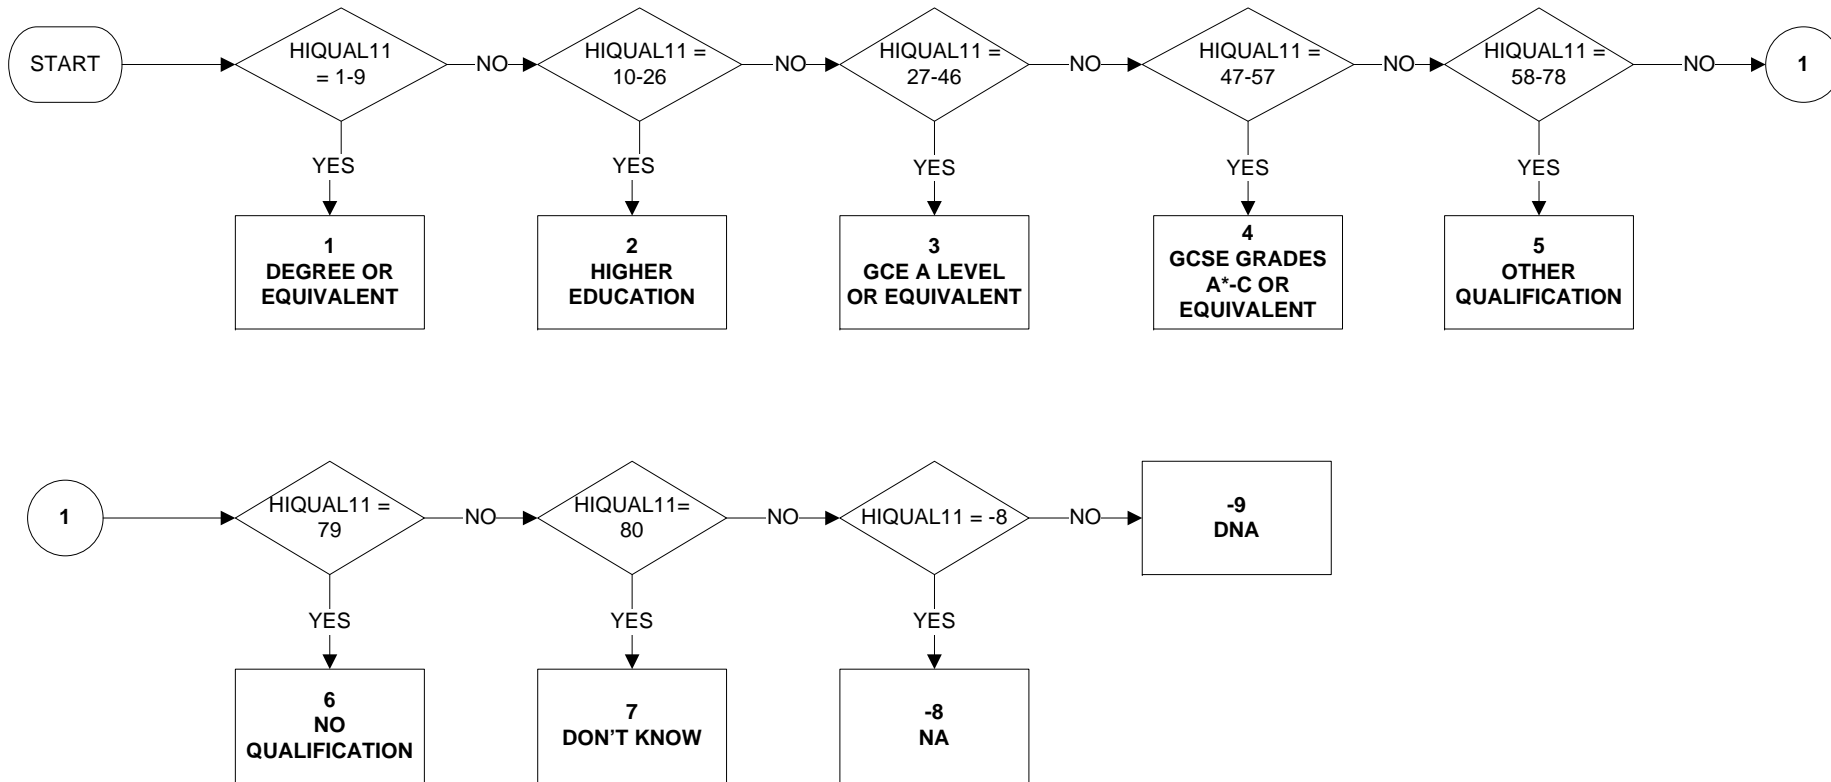 START
HIQUAL11
= 1-9
NO
HIQUAL11 =
10-26
NO
HIQUAL11 =
27-46
NO
HIQUAL11 =
47-57
NO
HIQUAL11 =
58-78
NO
1
YES
YES
YES
YES
YES
1
DEGREE OR
EQUIVALENT
2
HIGHER
EDUCATION
3
GCE A LEVEL
OR EQUIVALENT
4
GCSE GRADES
A*-C OR
EQUIVALENT
5
OTHER
QUALIFICATION
1
HIQUAL11 =
79
NO
HIQUAL11=
80
NO
HIQUAL11 = -8
NO
-9
DNA
YES
YES
YES
6
NO
QUALIFICATION
7
DON’T KNOW
-8
NA